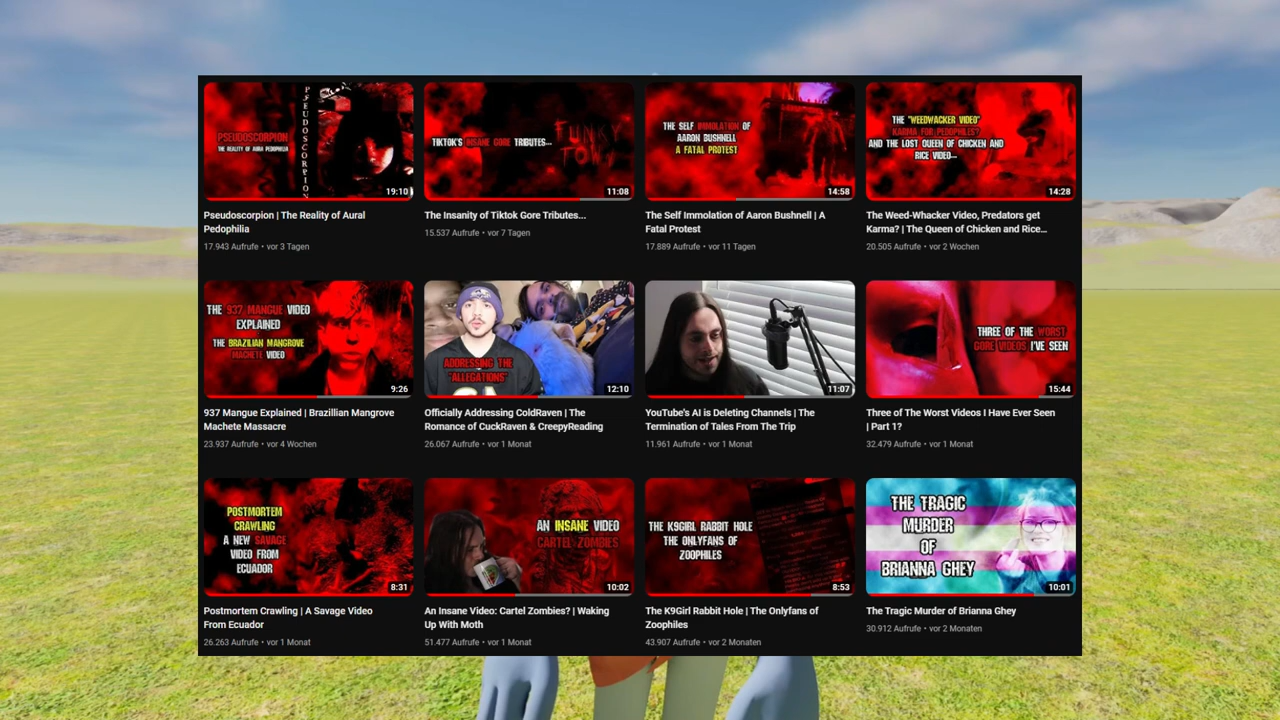 PSEUDOSCORPION
THE REALITY OF AURA PEDOPHILIA
PSEUDOSCORPION
19:10
TIKTOK'S INSANE GORE TRIBUTES...
FUNKY
TOWN
11:08
THE SELF IMMOLATION OF
AARON BUSHNELL
A FATAL PROTEST
14:58
THE "WEEDWACKER VIDEO"
KARMA FOR PEDOPHILES?
AND THE LOST QUEEN OF CHICKEN AND
RICE VIDEO...
14:28
Pseudoscorpion | The Reality of Aural
Pedophilia
17.943 Aufrufe • vor 3 Tagen
The Insanity of Tiktok Gore Tributes...
15.537 Aufrufe • vor 7 Tagen
The Self Immolation of Aaron Bushnell | A
Fatal Protest
17.889 Aufrufe • vor 11 Tagen
The Weed-Whacker Video, Predators get
Karma? | The Queen of Chicken and Rice...
20.505 Aufrufe • vor 2 Wochen
THE 937 MANGUE VIDEO
EXPLAINED
THE BRAZILIAN MANGROVE
MACHETE VIDEO
9:26
ADDRESSING THE
"ALLEGATIONS"
12:10
11:07
THREE OF THE WORST
GORE VIDEOS I'VE SEEN
15:44
937 Mangue Explained | Brazillian Mangrove
Machete Massacre
23.937 Aufrufe • vor 4 Wochen
Officially Addressing ColdRaven | The
Romance of CuckRaven & CreepyReading
26.067 Aufrufe • vor 1 Monat
YouTube's AI is Deleting Channels | The
Termination of Tales From The Trip
11.961 Aufrufe • vor 1 Monat
Three of The Worst Videos I Have Ever Seen
| Part 1?
32.479 Aufrufe • vor 1 Monat
POSTMORTEM
CRAWLING
A NEW SAVAGE
VIDEO FROM
ECUADOR
8:31
AN INSANE VIDEO
CARTEL ZOMBIES?
10:02
THE K9GIRL RABBIT HOLE
THE ONLYFANS OF
ZOOPHILES
8:53
THE TRAGIC
MURDER
OF
BRIANNA GHEY
10:01
Postmortem Crawling | A Savage Video
From Ecuador
26.263 Aufrufe • vor 1 Monat
An Insane Video: Cartel Zombies? | Waking
Up With Moth
51.477 Aufrufe • vor 1 Monat
The K9Girl Rabbit Hole | The Onlyfans of
Zoophiles
43.907 Aufrufe • vor 2 Monaten
The Tragic Murder of Brianna Ghey
30.912 Aufrufe • vor 2 Monaten